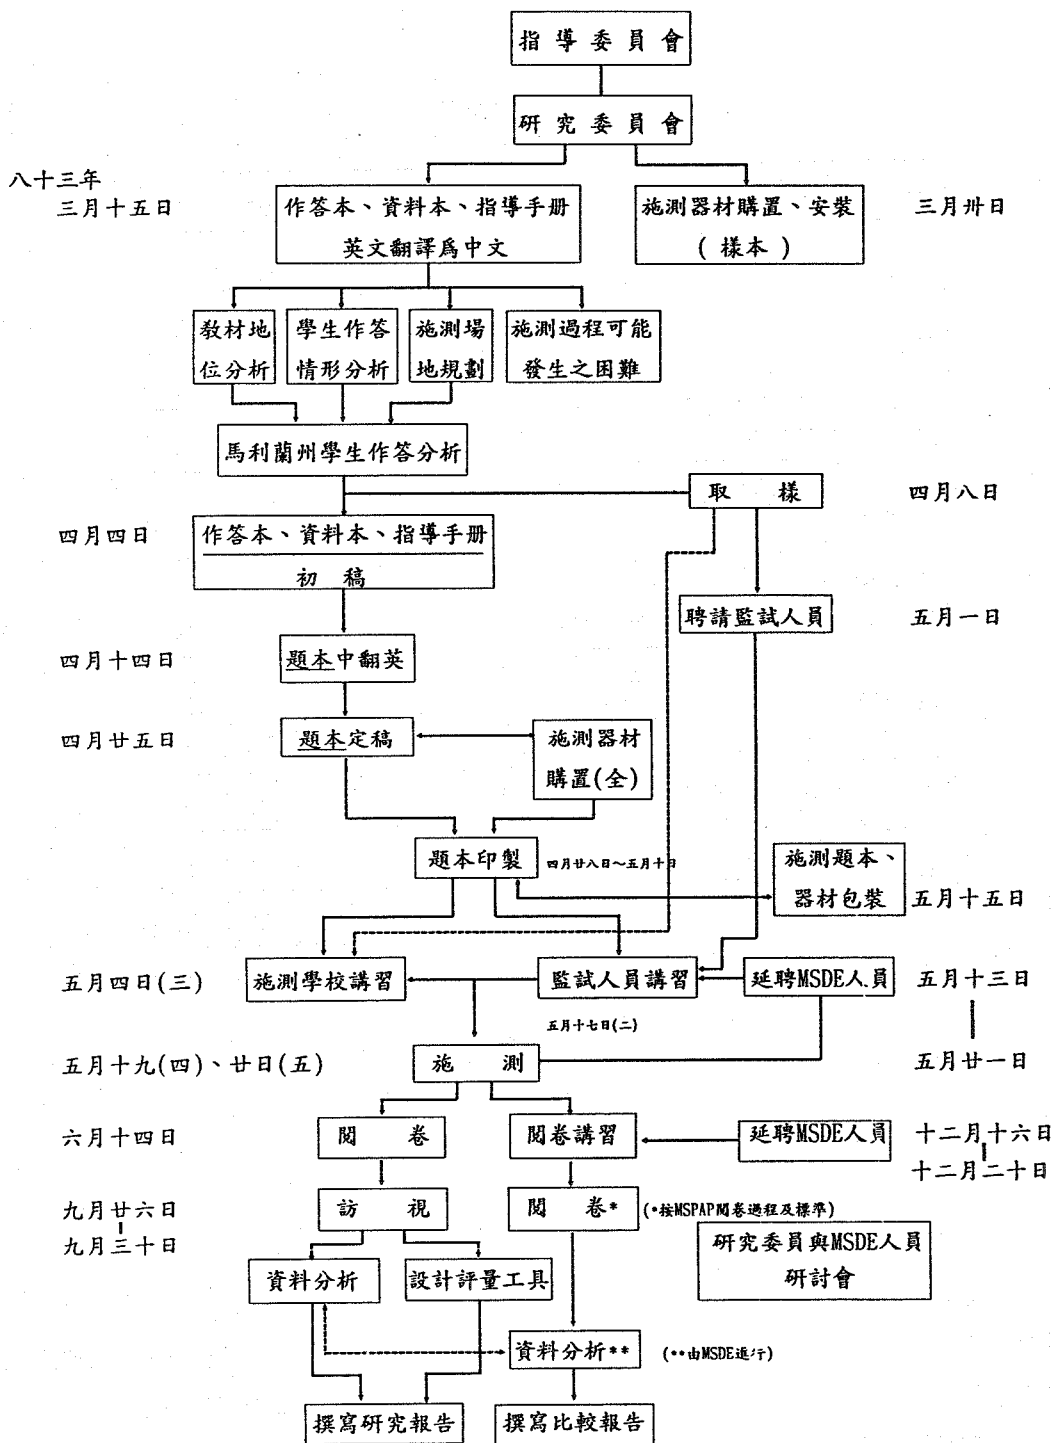 指導委員會
研究委員會
八十三年
三月十五日
作答本、資料本、指導手册
英文翻譯爲中文
施測器材購置、安裝
(樣本)
三月卅日
教材地
位分析
學生作答
情形分析
施測場
地規劃
施測過程可能
發生之困難
馬利蘭州學生作答分析
取樣
四月八日
四月四日
作答本、資料本、指導手册
初稿
聘請監試人員
五月一日
四月十四日
題本中翻英
四月廿五日
題本定稿
施測器材
購置(全)
題本印製
四月廿八日～五月十日
施測題本、
器材包裝
五月十五日
五月四日(三)
施測學校講習
監試人員講習
延聘MSDE人員
五月十三日
五月十七日(二)
五月十九(四)、廿日(五)
施測
五月廿一日
六月十四日
閱卷
閱卷講習
延聘MSDE人員
十二月十六日
十二月二十日
九月廿六日
九月三十日
訪視
閱卷*
(*按MSPAP閱卷過程及標準)
研究委員與MSDE人員
研討會
資料分析
設計評量工具
資料分析**
(**由MSDE進行)
撰寫研究報告
撰寫比較報告